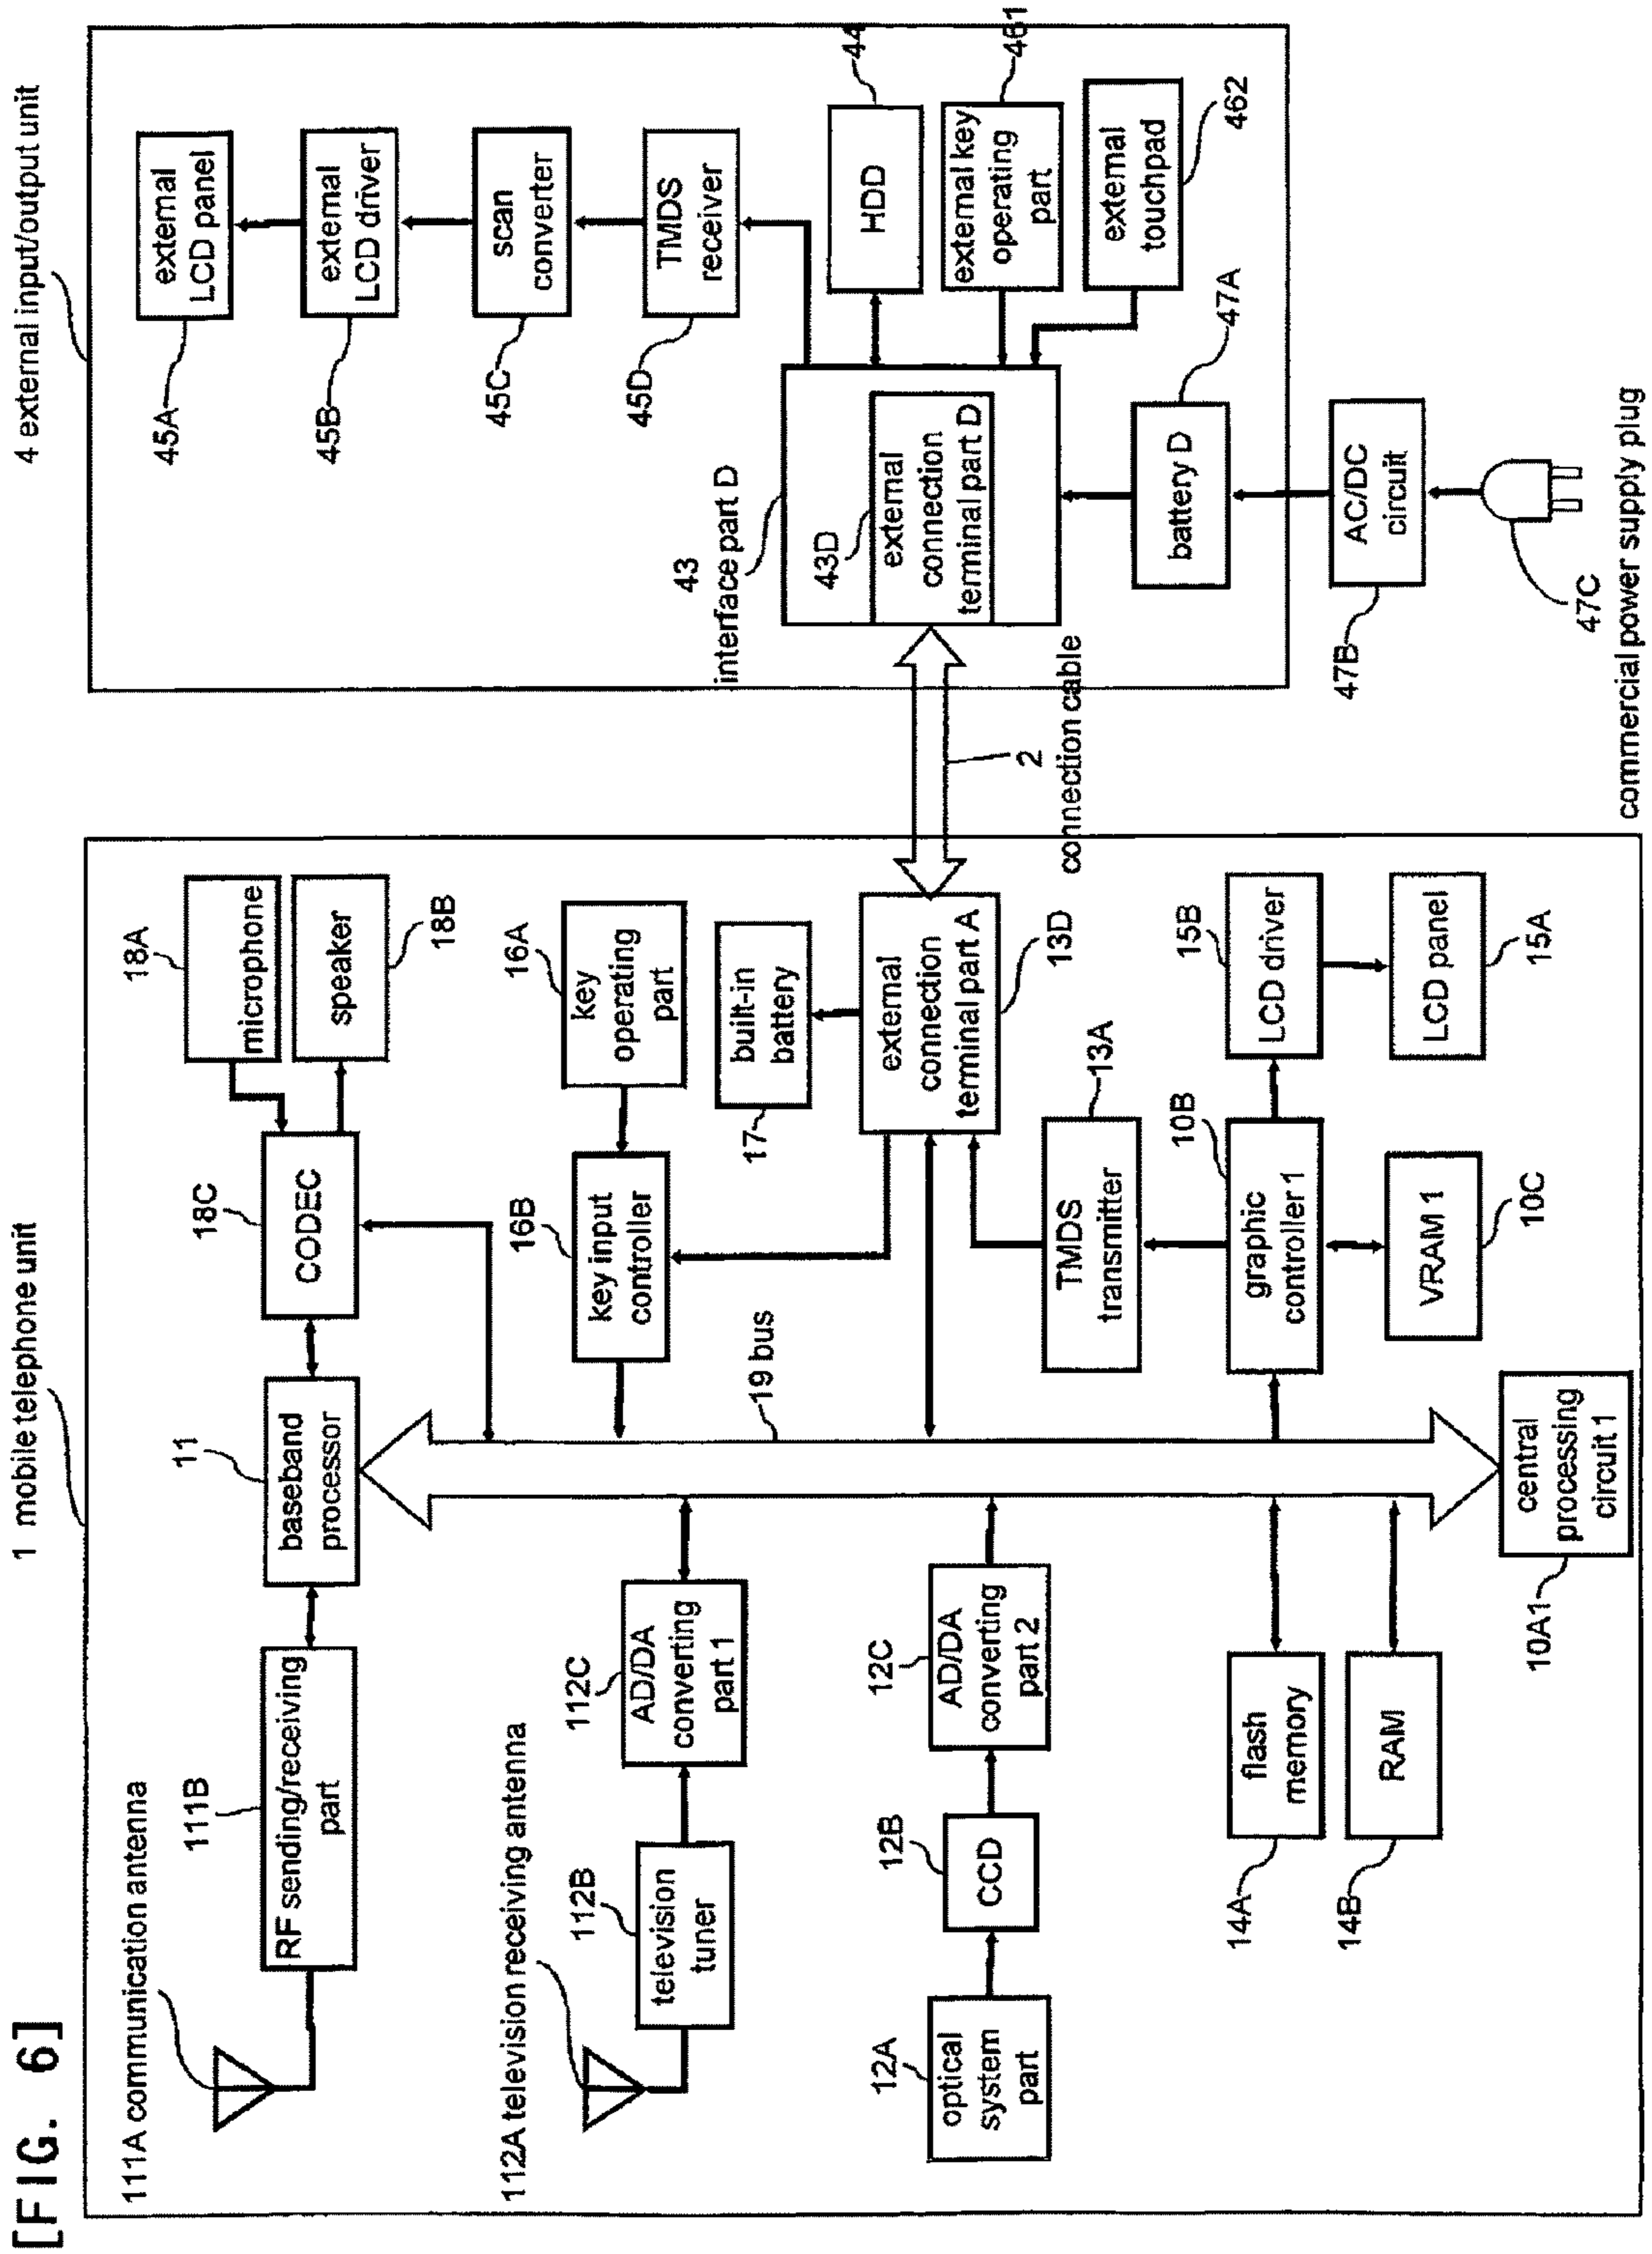 [FIG. 6]
1 mobile telephone unit
111A communication antenna
111B
RF sending/receiving
part
11
baseband
processor
18C
CODEC
18A
microphone
speaker
18B
112A television receiving antenna
112B
television
tuner
112C
AD/DA
converting
part 1
16B
key input
controller
16A
key
operating
part
17
built-in
battery
19 bus
12A
optical
system
part
12B
CCD
12C
AD/DA
converting
part 2
external
connection
terminal part A
13D
TMDS
transmitter
13A
14A
flash
memory
14B
RAM
graphic
controller 1
10B
15B
LCD driver
LCD panel
15A
VRAM 1
10C
10A1
central
processing
circuit 1
2
connection cable
4 external input/output unit
45A
external
LCD panel
45B
external
LCD driver
45C
scan
converter
45D
TMDS
receiver
43
interface part D
43D
external
connection
terminal part D
HDD
44
external key
operating
part
461
external
touchpad
462
battery D
47A
47B
AC/DC
circuit
47C
commercial power supply plug